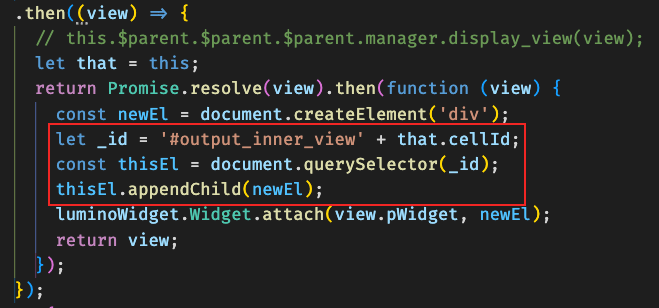 .then((view) => {
// this.$parent.$parent.$parent.manager.display_view(view);
let that = this;
return Promise.resolve(view).then(function (view) {
const newEl = document.createElement('div');
let _id = '#output_inner_view' + that.cellId;
const thisEl = document.querySelector(_id);
thisEl.appendChild(newEl);
luminoWidget.Widget.attach(view.pWidget, newEl);
return view;
});
});